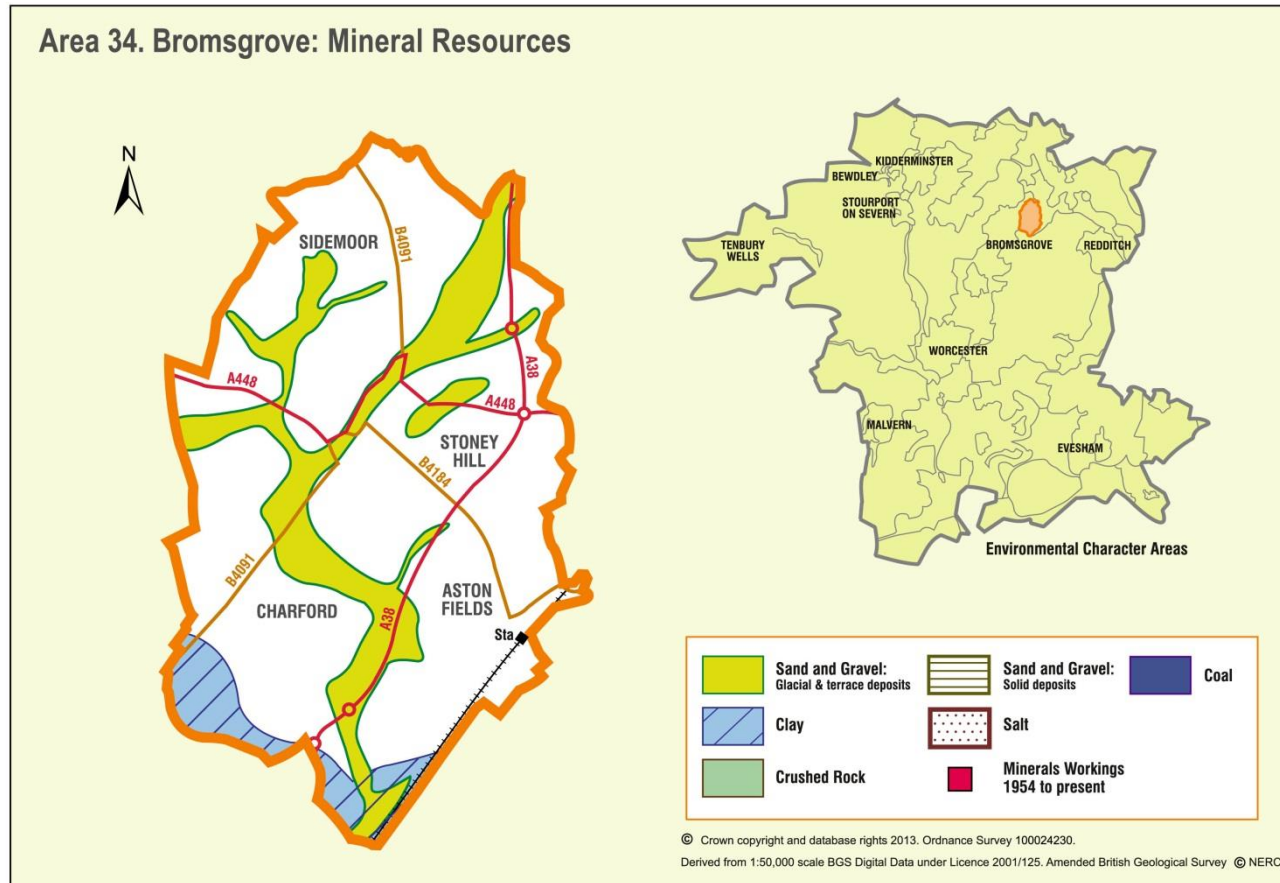 Area 34. Bromsgrove: Mineral Resources
N
SIDEMOOR
B4091
A38
A448
A448
STONEY
HILL
B4184
B4091
CHARFORD
A38
ASTON
FIELDS
Sta
KIDDERMINSTER
BEWDLEY
STOURPORT
ON SEVERN
TENBURY
WELLS
BROMSGROVE
REDDITCH
WORCESTER
MALVERN
EVESHAM
Environmental Character Areas
Sand and Gravel:
Glacial & terrace deposits
Clay
Crushed Rock
Sand and Gravel:
Solid deposits
Salt
Minerals Workings
1954 to present
Coal
© Crown copyright and database rights 2013. Ordnance Survey 100024230.
Derived from 1:50,000 scale BGS Digital Data under Licence 2001/125. Amended British Geological Survey © NERC